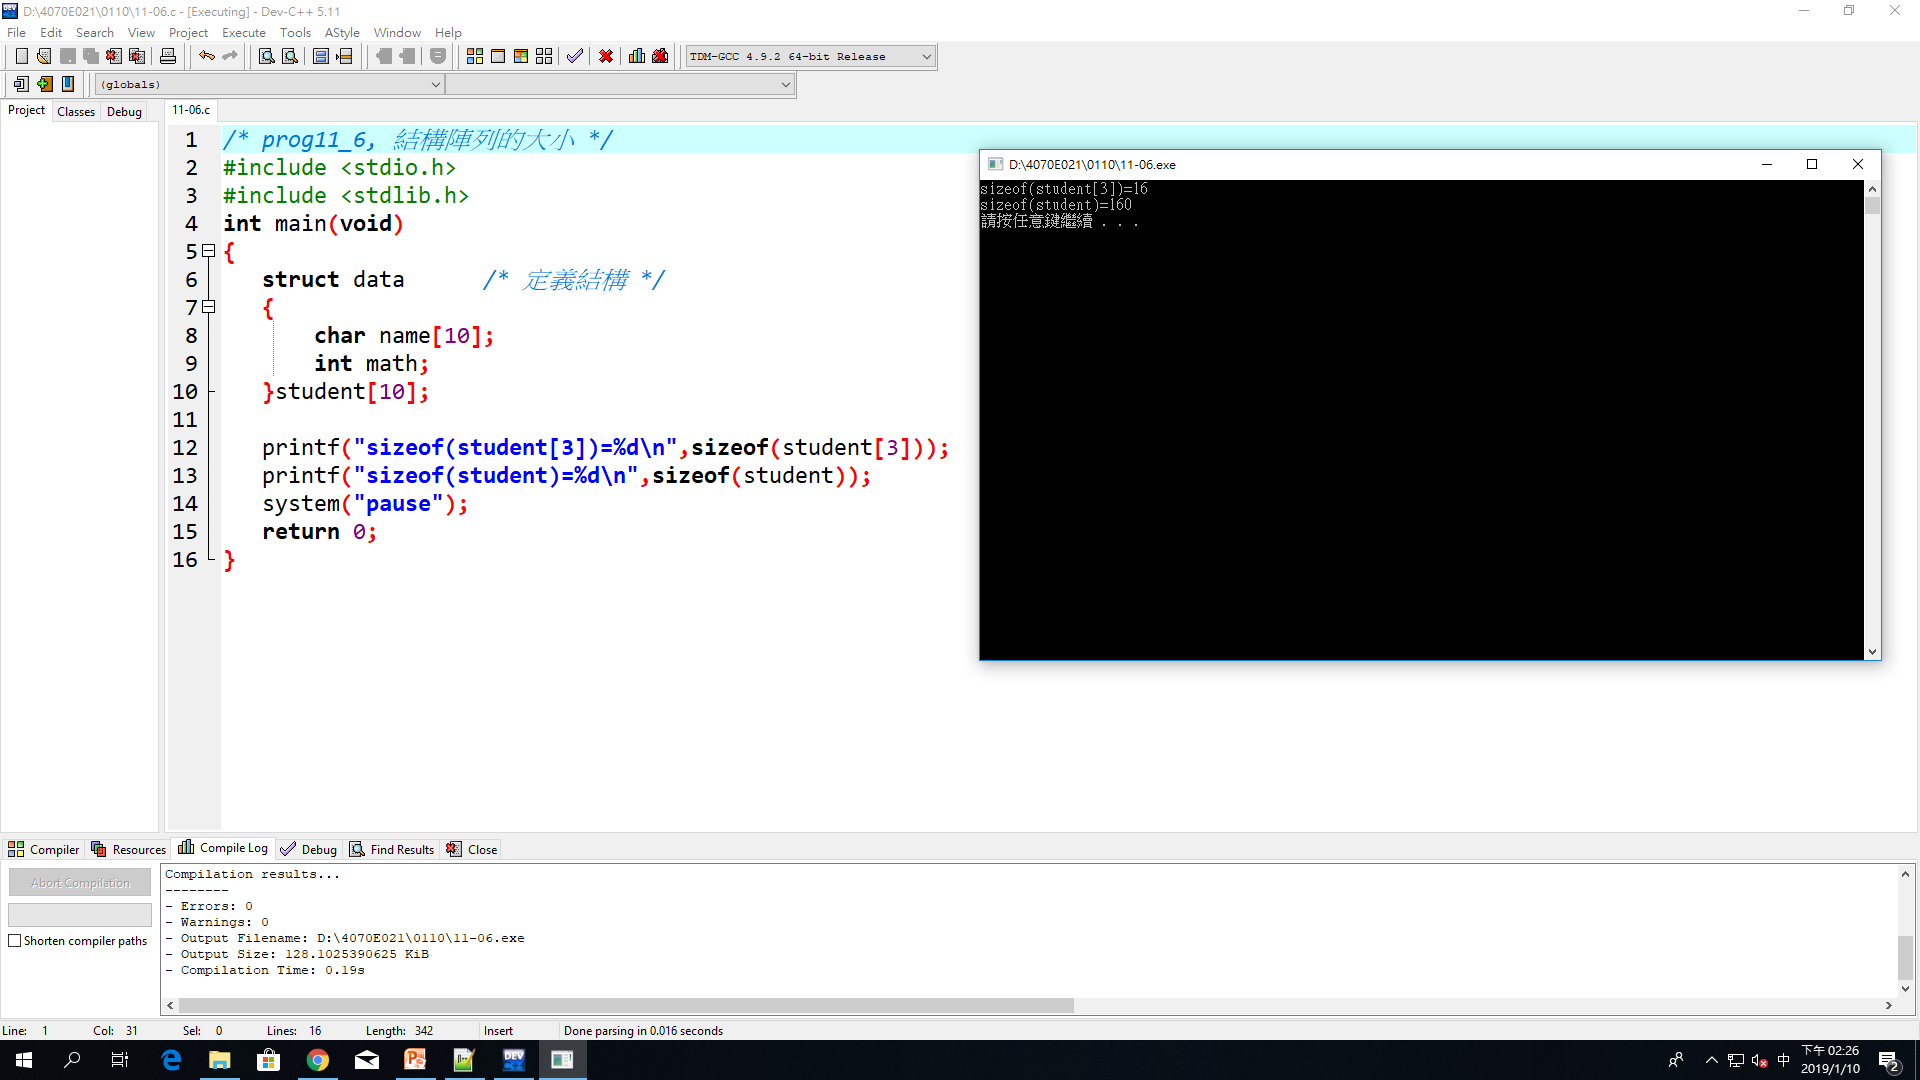 D:\4070E021\0110\11-06.c - [Executing] - Dev-C++ 5.11
File Edit Search View Project Execute Tools AStyle Window Help
TDM-GCC 4.9.2 64-bit Release
(globals)
Project Classes Debug
11-06.c
1 /* prog11_6, 結構陣列的大小 */
2 #include <stdio.h>
3 #include <stdlib.h>
4 int main(void)
5 {
6 struct data /* 定義結構 */
7 {
8 char name[10];
9 int math;
10 }student[10];
11
12 printf("sizeof(student[3])=%d\n",sizeof(student[3]));
13 printf("sizeof(student)=%d\n",sizeof(student));
14 system("pause");
15 return 0;
16 }
D:\4070E021\0110\11-06.exe
sizeof(student[3])=16
sizeof(student)=160
請按任意鍵繼續 . . .
Compiler Resources Compile Log Debug Find Results Close
Abort Compilation
Shorten compiler paths
Compilation results...
--------
- Errors: 0
- Warnings: 0
- Output Filename: D:\4070E021\0110\11-06.exe
- Output Size: 128.1025390625 KiB
- Compilation Time: 0.19s
Line: 1 Col: 31 Sel: 0 Lines: 16 Length: 342 Insert Done parsing in 0.016 seconds
DEV
中
下午 02:26
2019/1/10
2